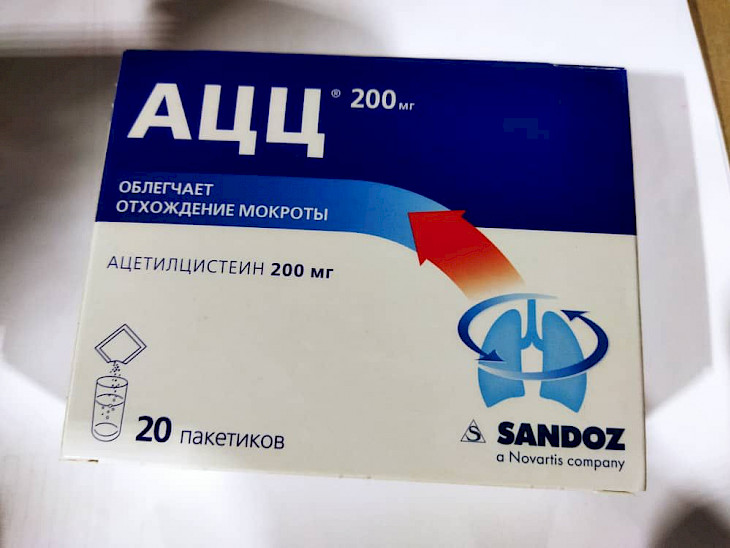 АЦЦ® 200 мг
ОБЛЕГЧАЕТ
ОТХОЖДЕНИЕ МОКРОТЫ
АЦЕТИЛЦИСТЕИН 200 мг
20 пакетиков
S SANDOZ
a Novartis company